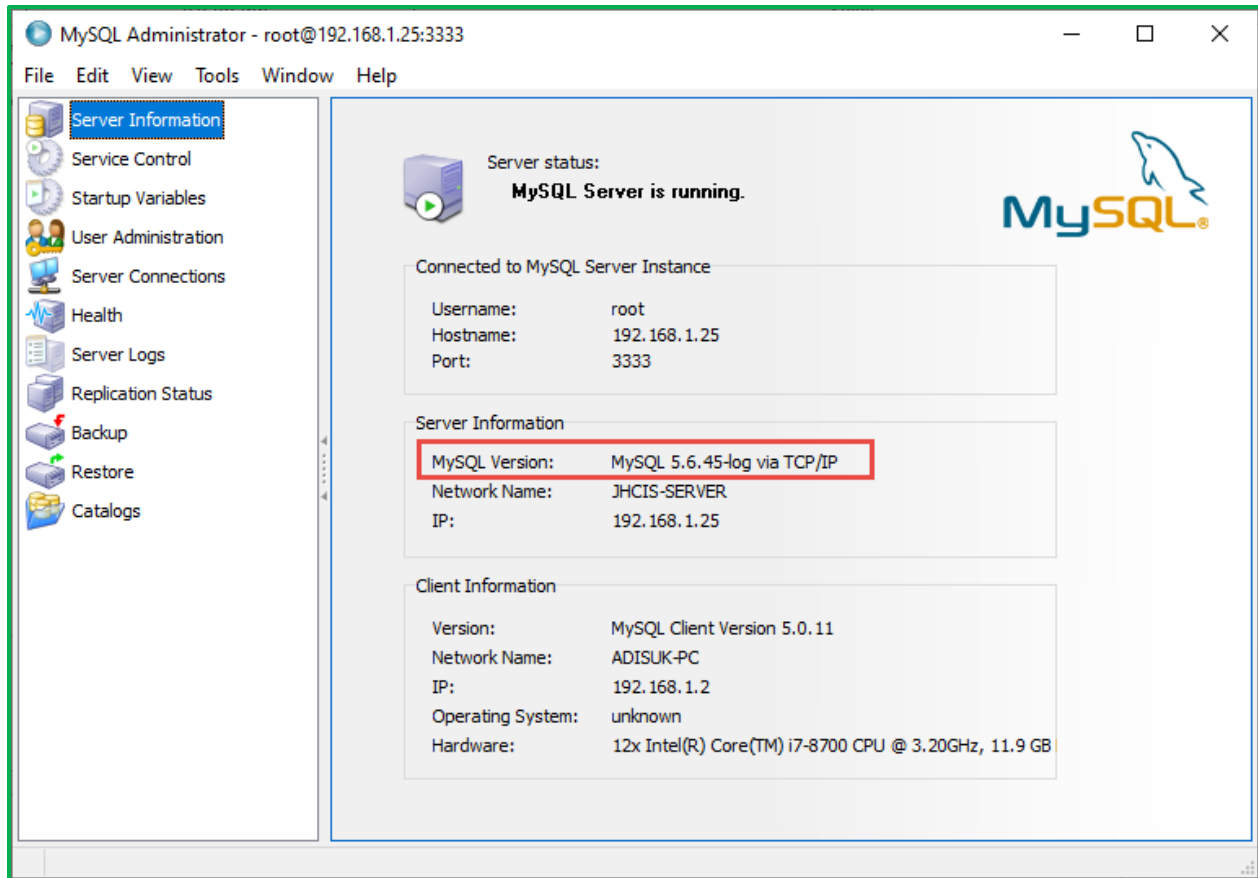 MySQL Administrator - root@192.168.1.25:3333
File Edit View Tools Window Help
Server Information
Service Control
Startup Variables
User Administration
Server Connections
Health
Server Logs
Replication Status
Backup
Restore
Catalogs
Server status:
MySQL Server is running.
MySQL®
Connected to MySQL Server Instance
Username: root
Hostname: 192.168.1.25
Port: 3333
Server Information
MySQL Version: MySQL 5.6.45-log via TCP/IP
Network Name: JHCIS-SERVER
IP: 192.168.1.25
Client Information
Version: MySQL Client Version 5.0.11
Network Name: ADISUK-PC
IP: 192.168.1.2
Operating System: unknown
Hardware: 12x Intel(R) Core(TM) i7-8700 CPU @ 3.20GHz, 11.9 GB